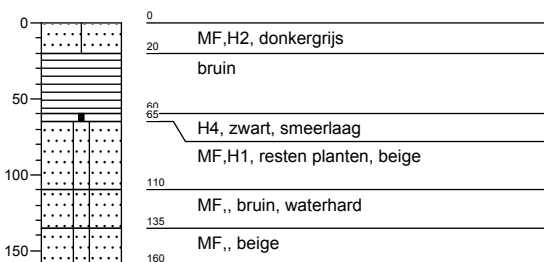 0
0
MF,H2, donkergrijs
20
bruin
50
60
65
H4, zwart, smeerlaag
MF,H1, resten planten, beige
100
110
MF,, bruin, waterhard
135
MF,, beige
150
160